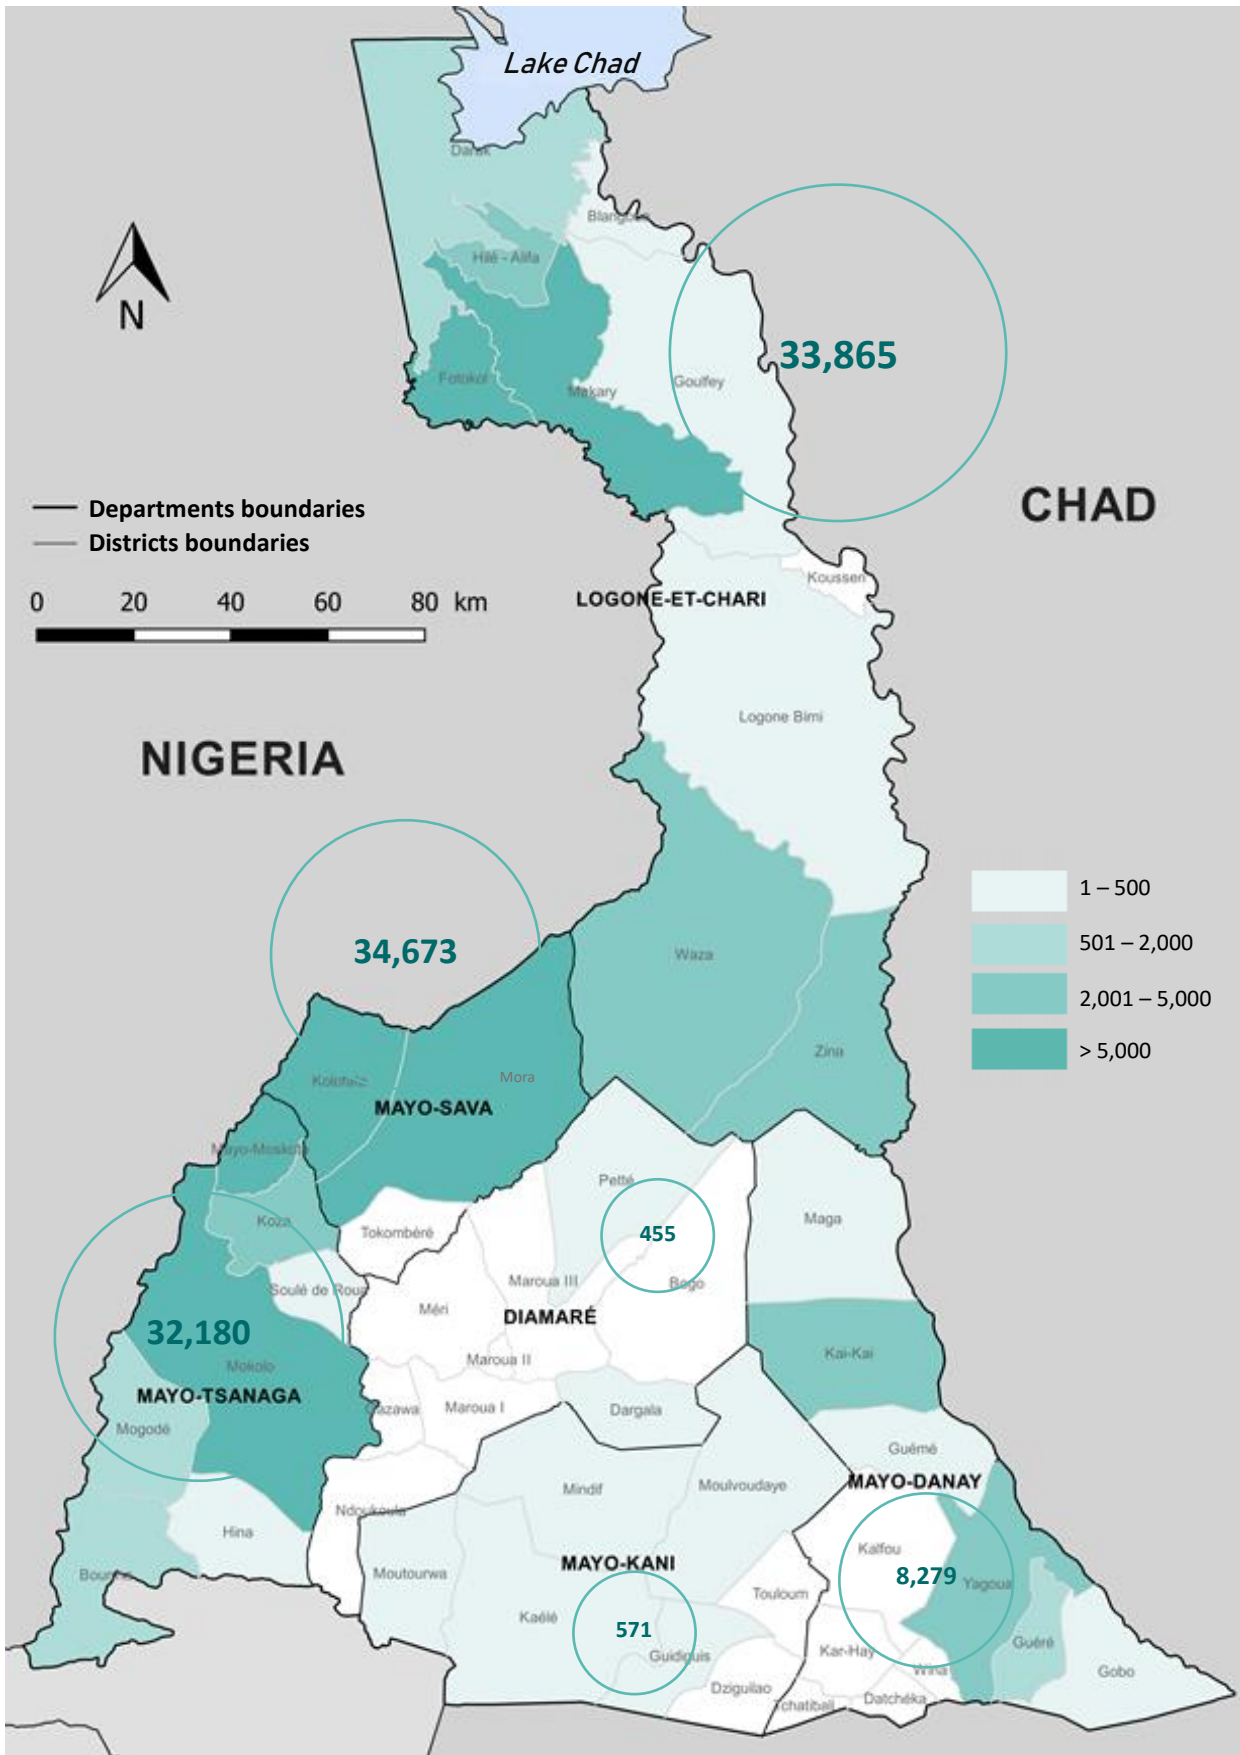 Lake Chad
Darak
Blangoua
Hilé - Alifa
N
33,865
Fotokol
Makary
Goulfey
CHAD
Departments boundaries
Districts boundaries
0 20 40 60 80 km
LOGONE-ET-CHARI
Kousseri
Logone Birni
NIGERIA
1 – 500
501 – 2,000
2,001 – 5,000
> 5,000
34,673
Waza
Zina
Kolofata
Mora
MAYO-SAVA
Mayo-Moskota
Koza
Tokombéré
Petté
455
Maga
Soulé de Roua
Maroua III
Bogo
Méri
DIAMARÉ
32,180
Mokolo
Maroua II
Kai-Kai
MAYO-TSANAGA
Mogodé
Gazawa
Maroua I
Dargala
Guémé
MAYO-DANAY
Mindif
Moulvoudaye
Ndoukoula
Hina
Kalfou
8,279
Yagoua
Bourrha
Moutourwa
MAYO-KANI
Touloum
Kaélé
571
Guidiguis
Kar-Hay
Guéré
Gobo
Wina
Dziguilao
Tchatibali
Datchéka